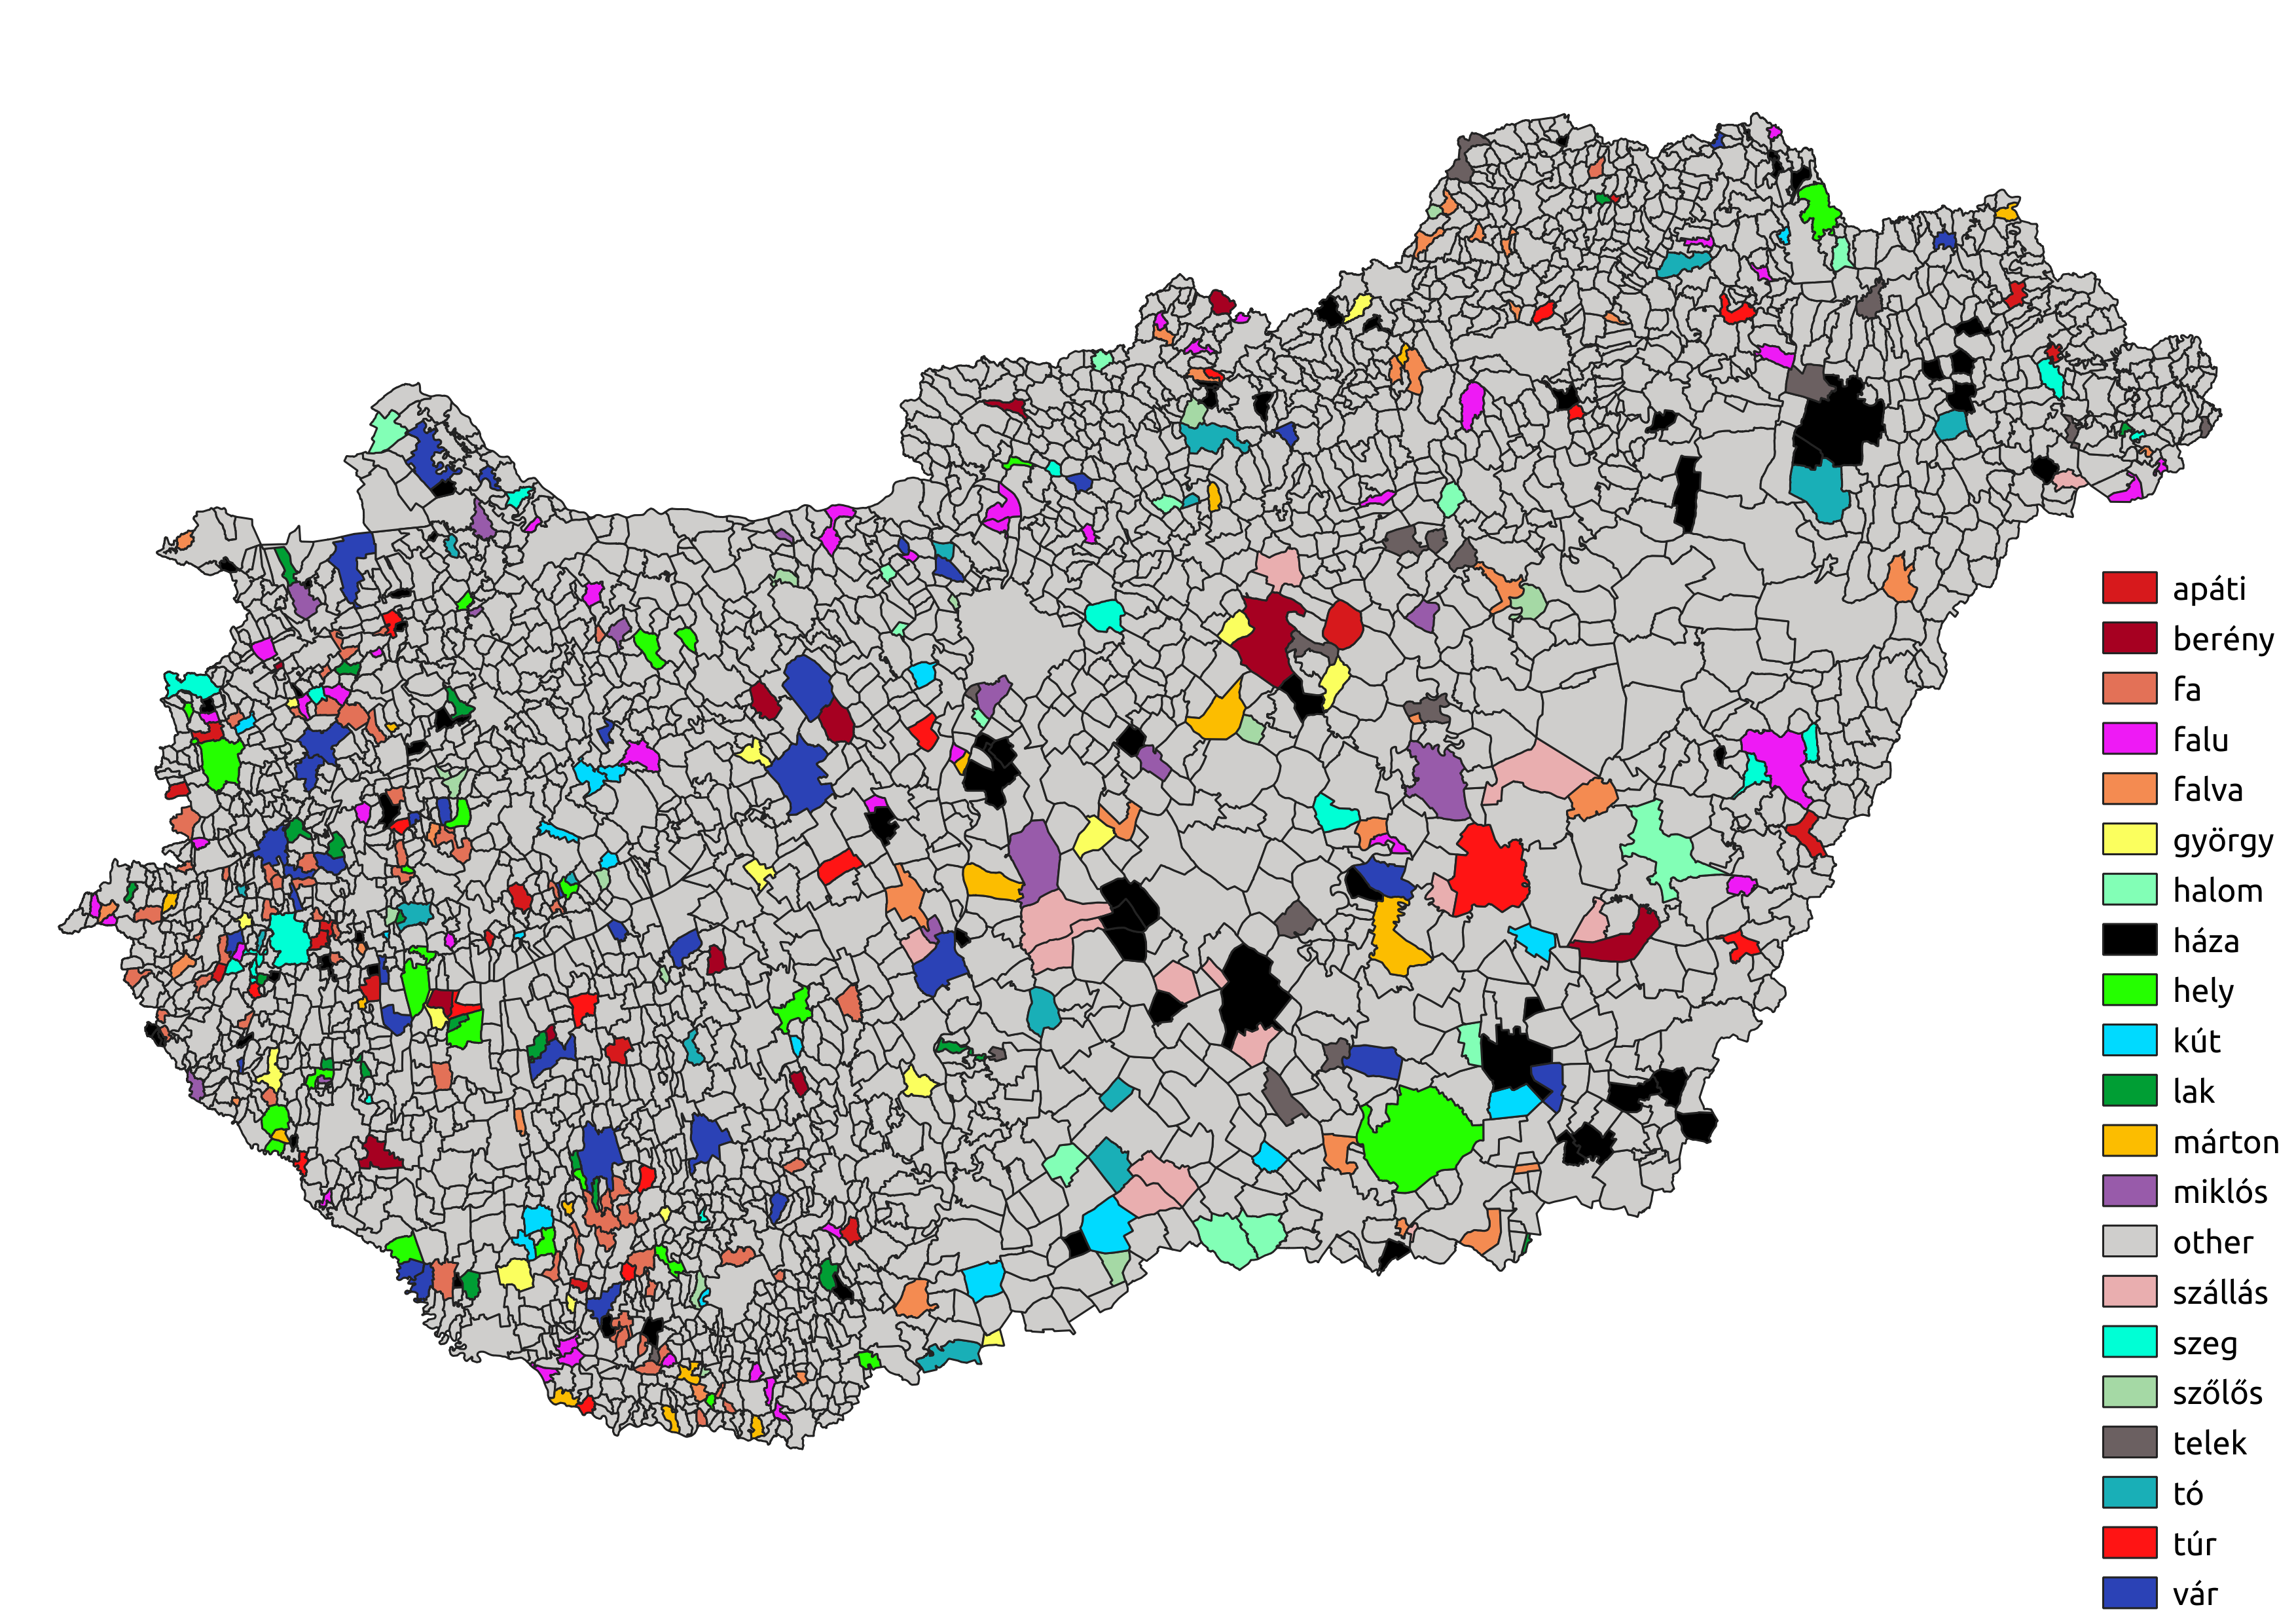 apáti
berény
fa
falu
falva
györgy
halom
háza
hely
kút
lak
márton
miklós
other
szállás
szeg
szőlős
telek
tó
túr
vár